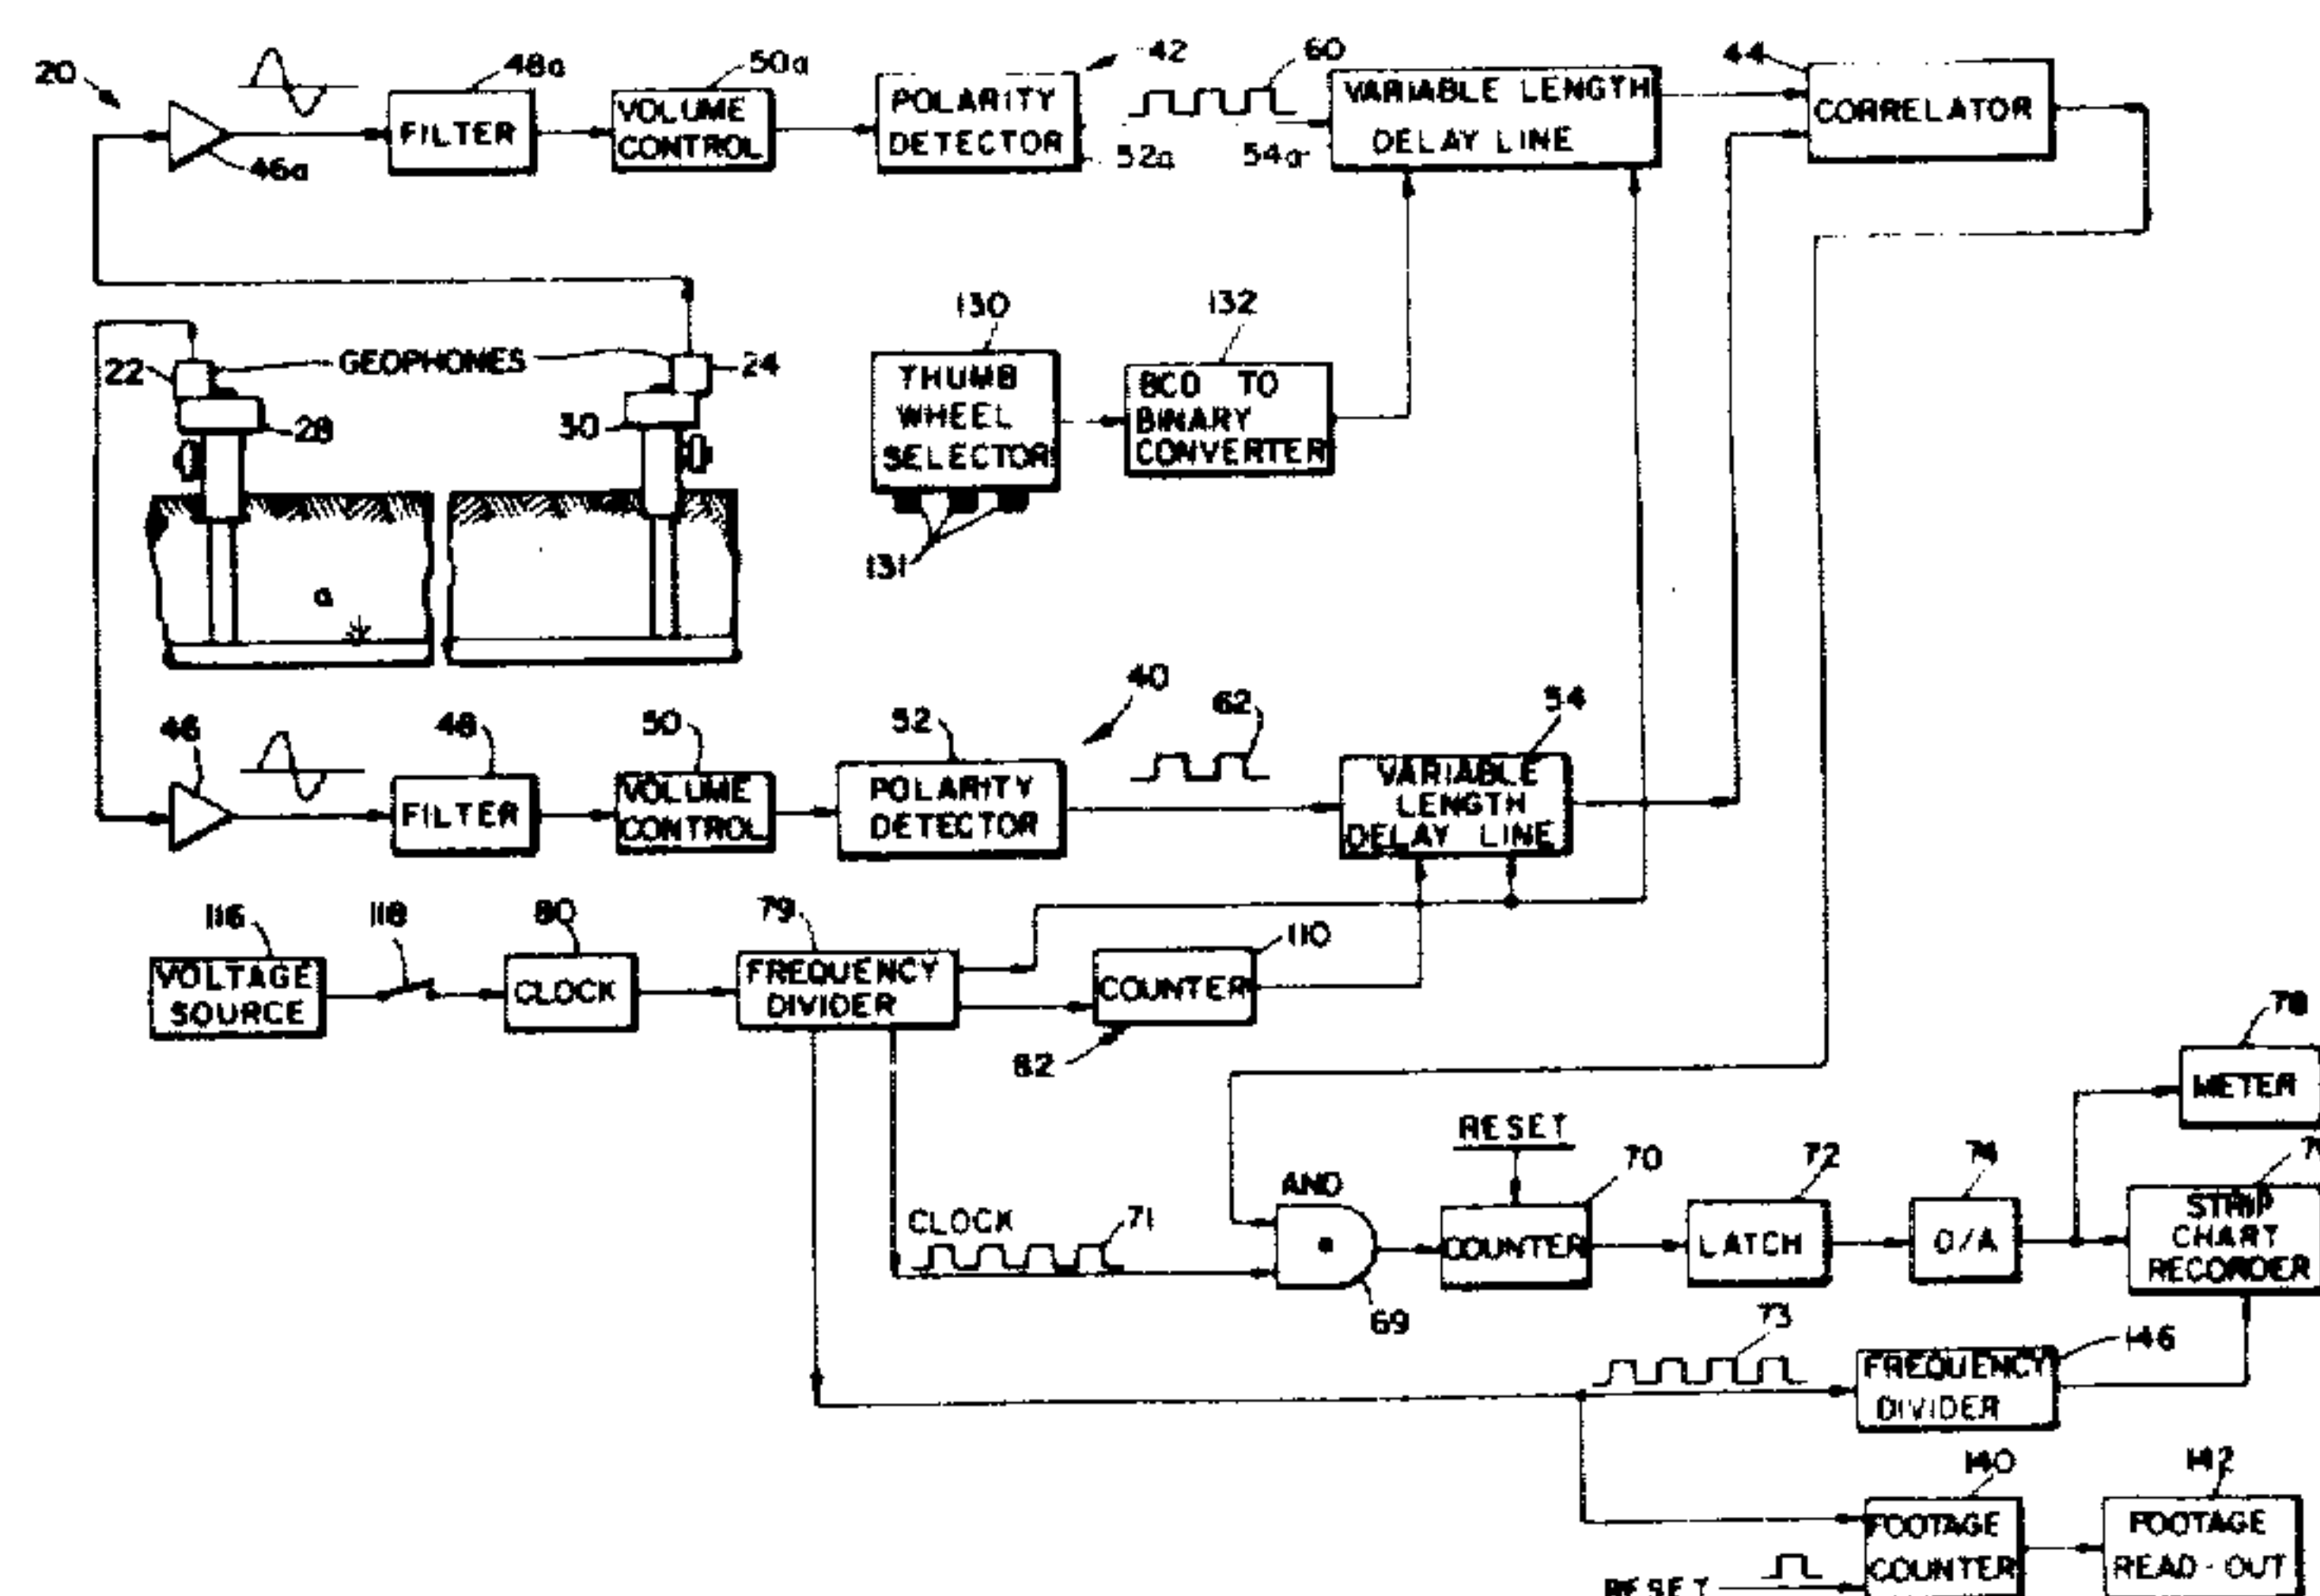 20
48a
50a
42
60
44
FILTER
VOLUME
CONTROL
POLARITY
DETECTOR
VARIABLE LENGTH
DELAY LINE
CORRELATOR
46a
52a
54a
130
132
22
GEOPHONES
24
THUMB
WHEEL
SELECTOR
BCD TO
BINARY
CONVERTER
28
30
131
a
40
46
48
50
52
62
54
FILTER
VOLUME
CONTROL
POLARITY
DETECTOR
VARIABLE
LENGTH
DELAY LINE
116
118
80
79
110
VOLTAGE
SOURCE
CLOCK
FREQUENCY
DIVIDER
COUNTER
82
78
METER
RESET
70
72
74
AND
CLOCK
71
COUNTER
LATCH
D/A
STRIP
CHART
RECORDER
69
73
146
FREQUENCY
DIVIDER
140
142
FOOTAGE
COUNTER
FOOTAGE
READ-OUT
RESET